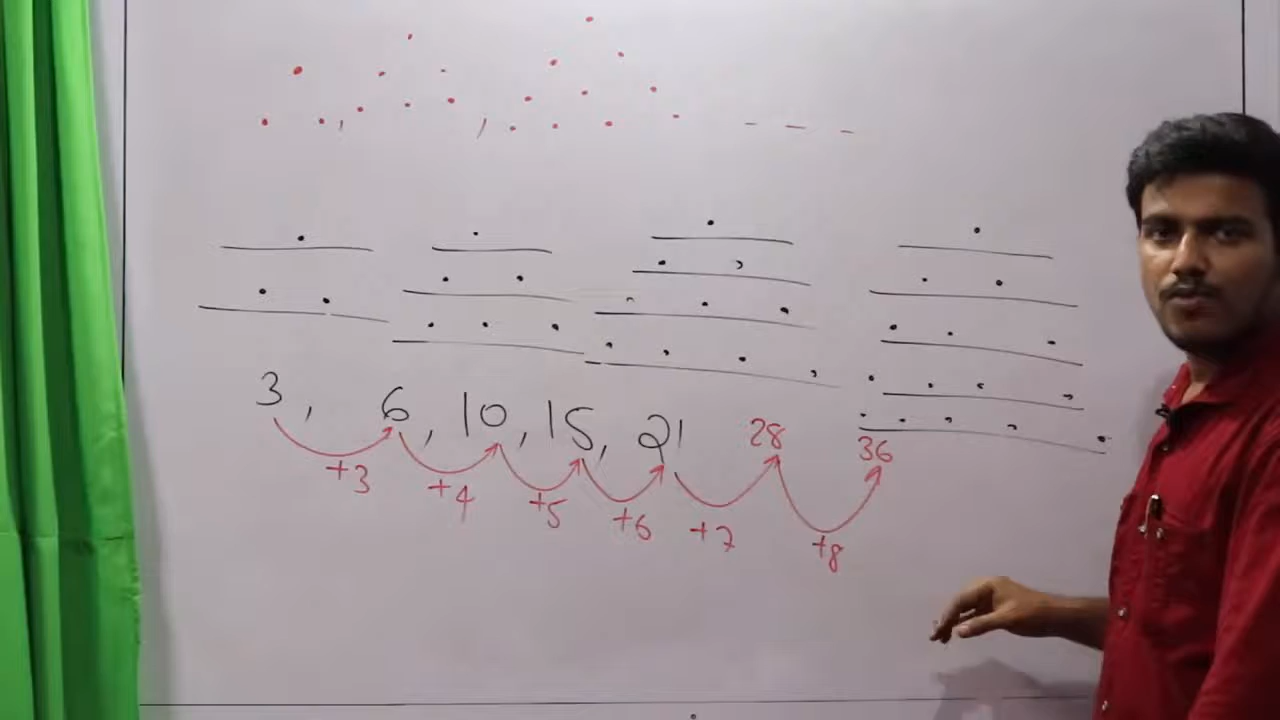 3, 6, 10, 15, 21 28 36
+3 +4 +5 +6 +7 +8